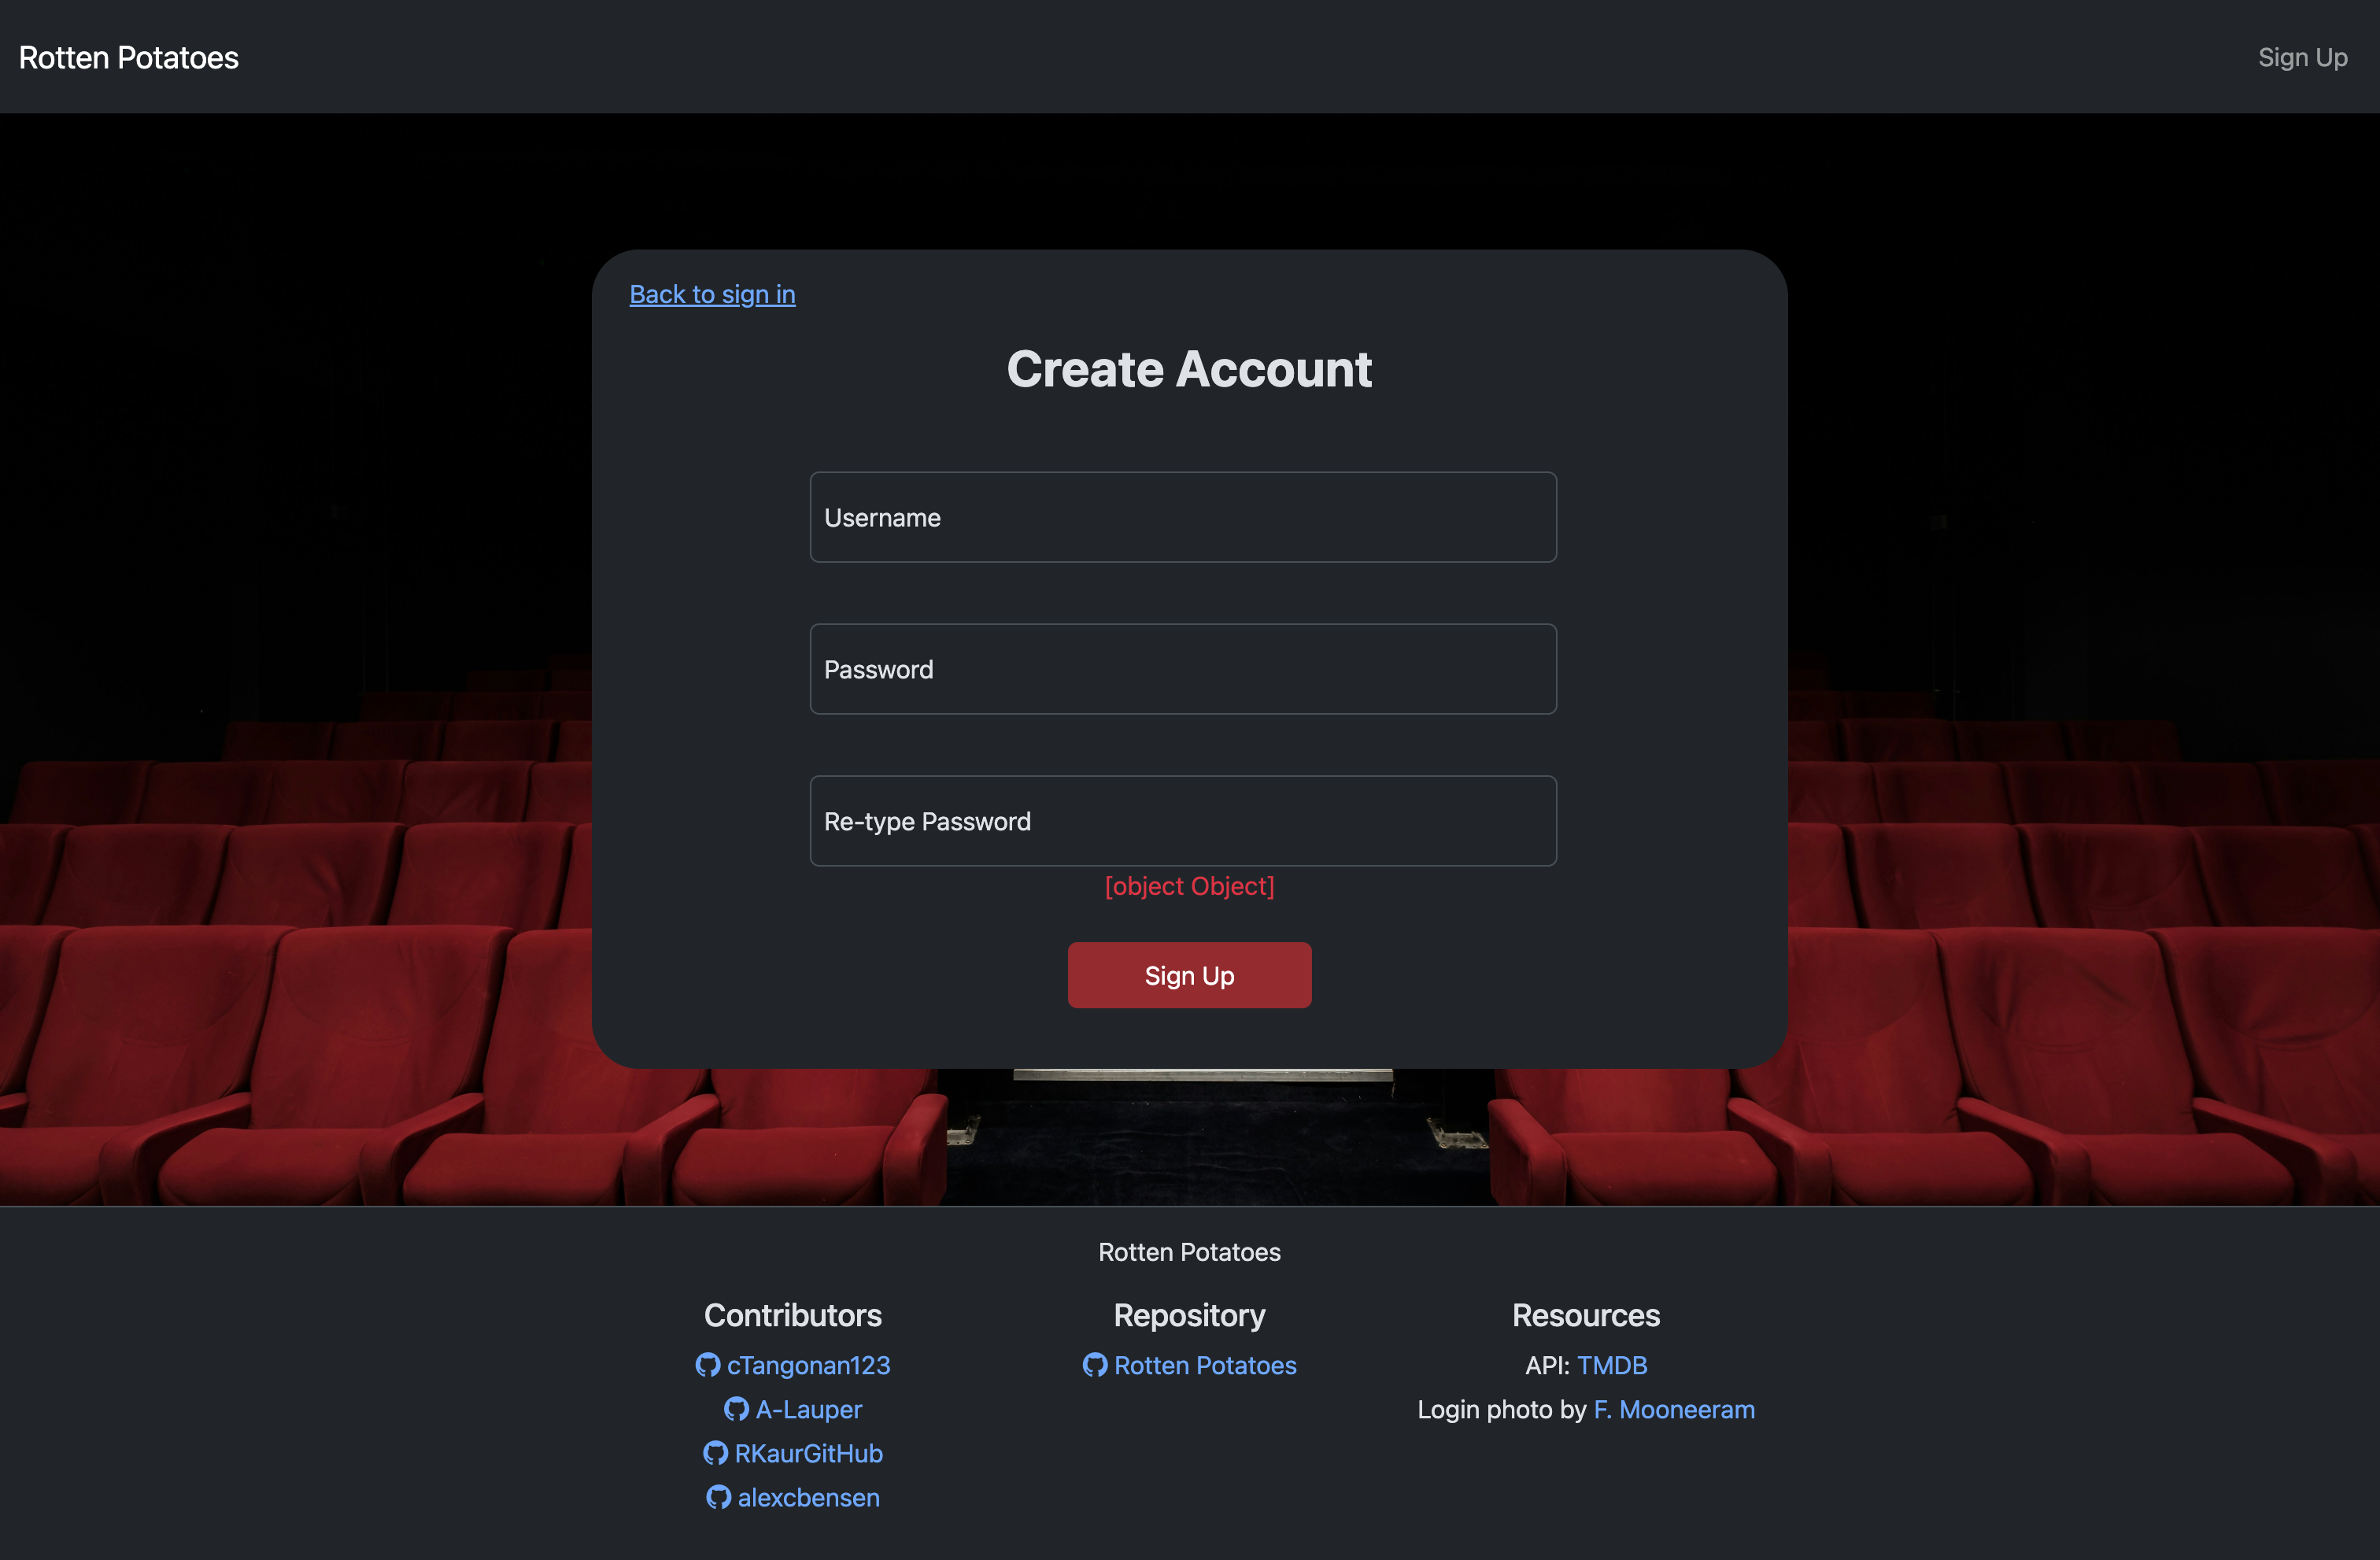 Rotten Potatoes
Sign Up
Back to sign in
Create Account
Username
Password
Re-type Password
[object Object]
Sign Up
Rotten Potatoes
Contributors
cTangonan123
A-Lauper
RKaurGitHub
alexcbensen
Repository
Rotten Potatoes
Resources
API: TMDB
Login photo by F. Mooneeram